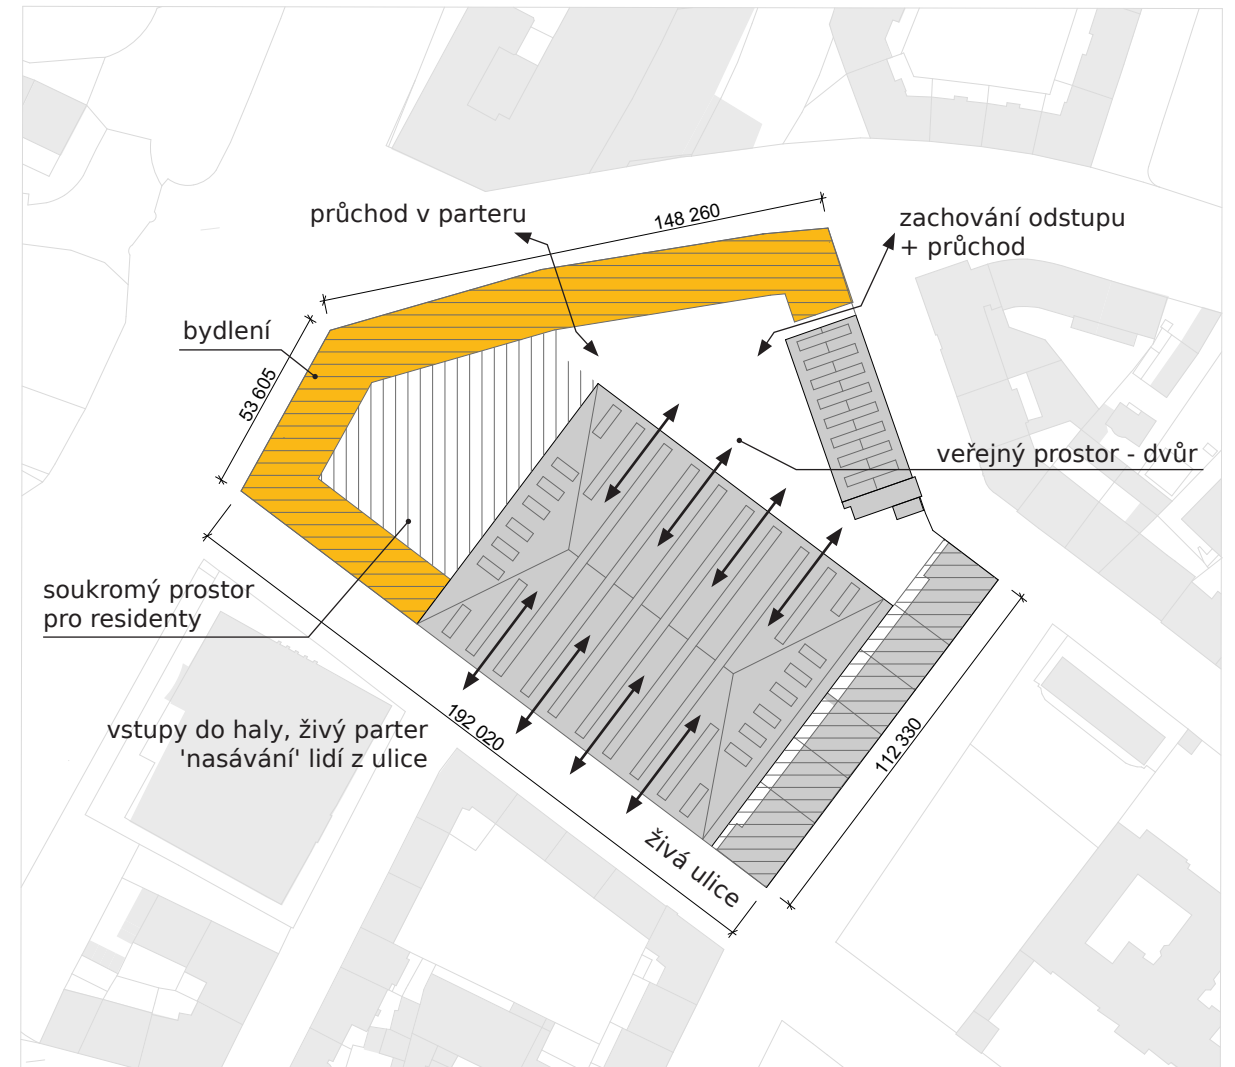 148 260
průchod v parteru
zachování odstupu
+ průchod
bydlení
53 605
veřejný prostor - dvůr
soukromý prostor
pro residenty
vstupy do haly, živý parter
'nasávání' lidí z ulice
192 020
112 330
živá ulice